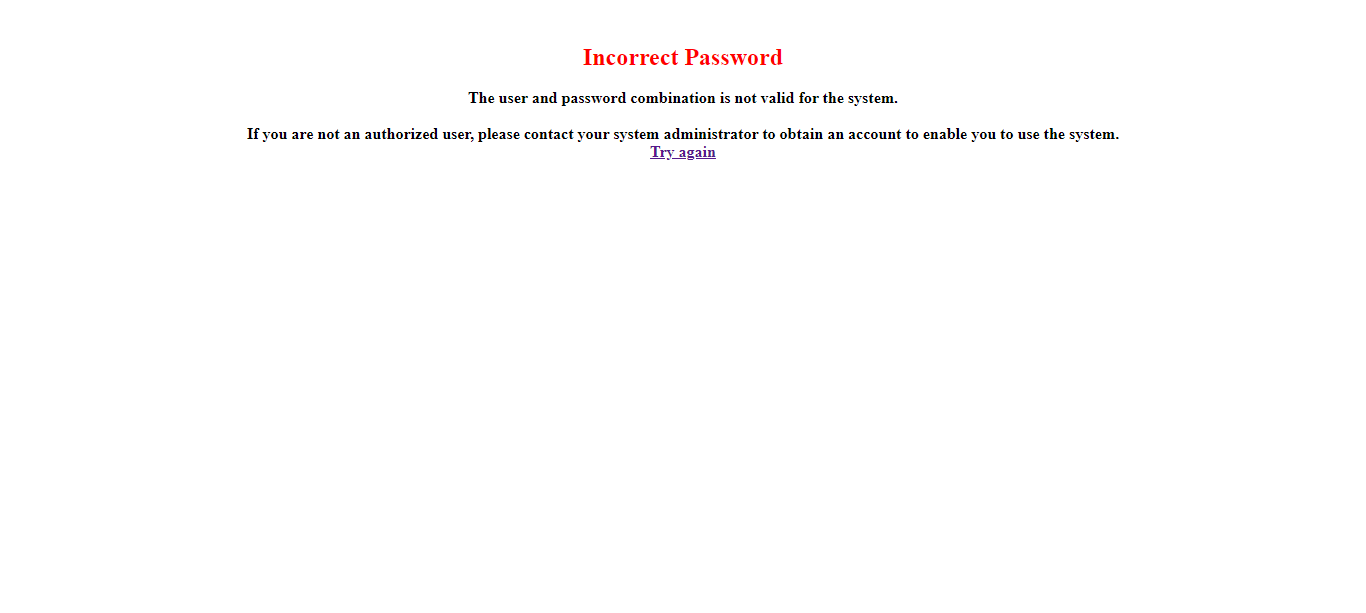 Incorrect Password
The user and password combination is not valid for the system.
If you are not an authorized user, please contact your system administrator to obtain an account to enable you to use the system.
Try again